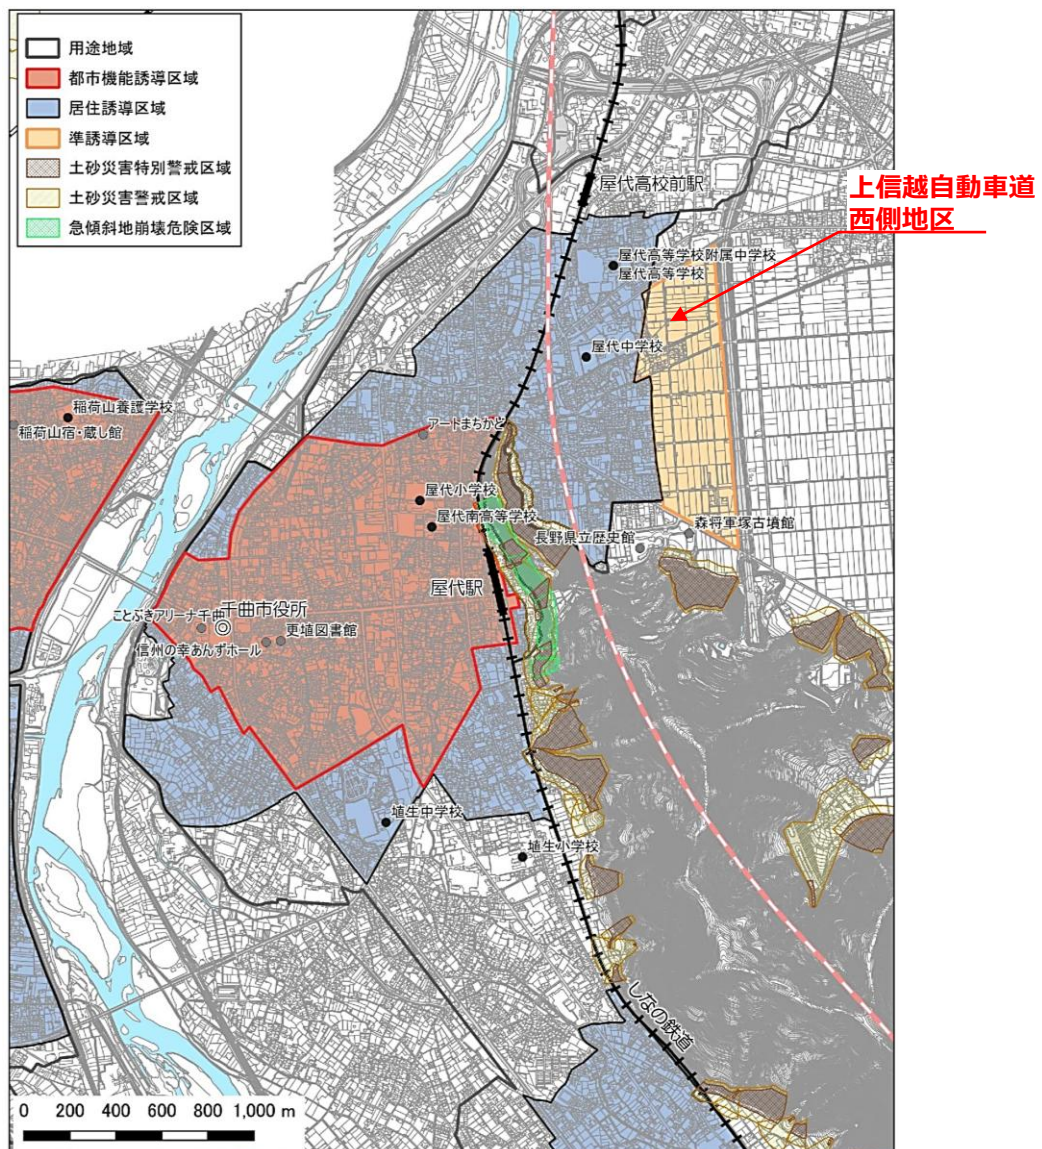 用途地域
都市機能誘導区域
居住誘導区域
準誘導区域
土砂災害特別警戒区域
土砂災害警戒区域
急傾斜地崩壊危険区域
屋代高校前駅
上信越自動車道
西側地区
屋代高等学校附属中学校
屋代高等学校
屋代中学校
稲荷山養護学校
稲荷山宿・蔵し館
アートまちかど
屋代小学校
屋代南高等学校
森将軍塚古墳館
長野県立歴史館
屋代駅
ことぶきアリーナ千曲
千曲市役所
更埴図書館
信州の幸あんずホール
埴生中学校
埴生小学校
しなの鉄道
0 200 400 600 800 1,000 m